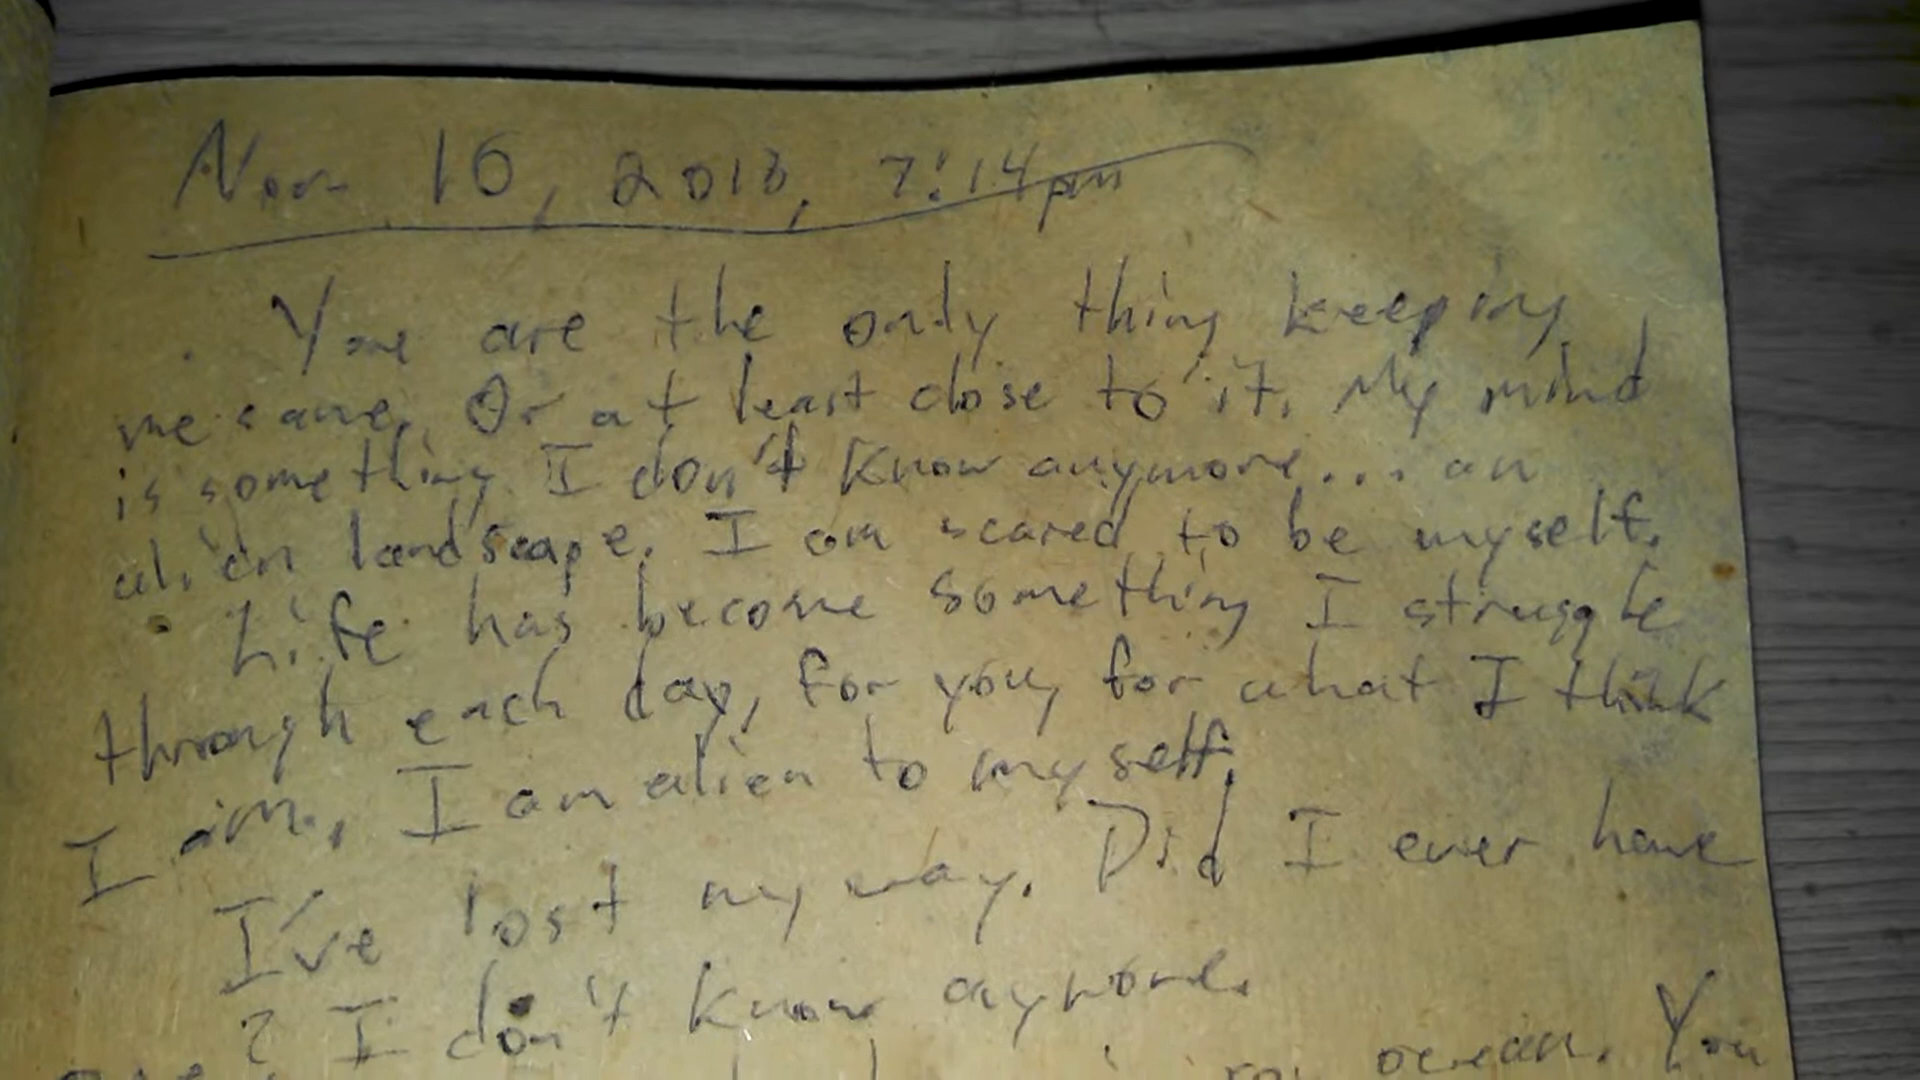 Nov 16, 2018, 7:14pm
You are the only thing keeping
me sane. Or at least close to it. My mind
is something I don't know anymore... an
alien landscape. I am scared to be myself.
Life has become something I struggle
through each day, for you, for what I think
I am. I am alien to myself.
I've lost my way. Did I ever have
one? I don't know anymore.
ocean. You